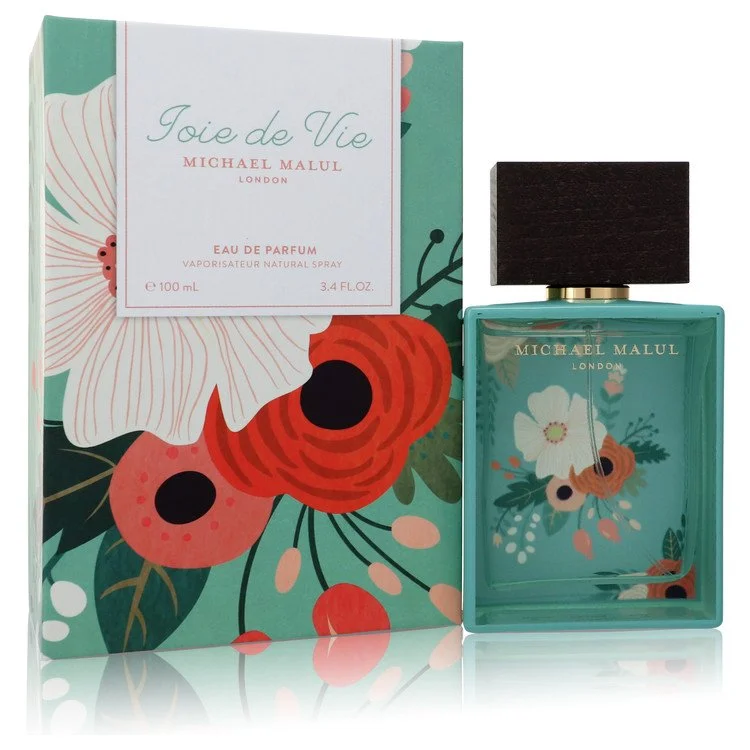 Joie de Vie
MICHAEL MALUL
LONDON
EAU DE PARFUM
VAPORISATEUR NATURAL SPRAY
℮ 100 mL 3.4 FL.OZ.
MICHAEL MALUL
LONDON